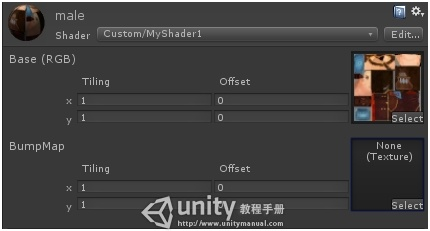 male
Shader Custom/MyShader1 Edit...
Base (RGB)
Tiling Offset
x 1 0
y 1 0
Select
BumpMap
None
(Texture)
Tiling Offset
x 1 0
y 1 0
Select
unity 教程手册
http://www.unitymanual.com